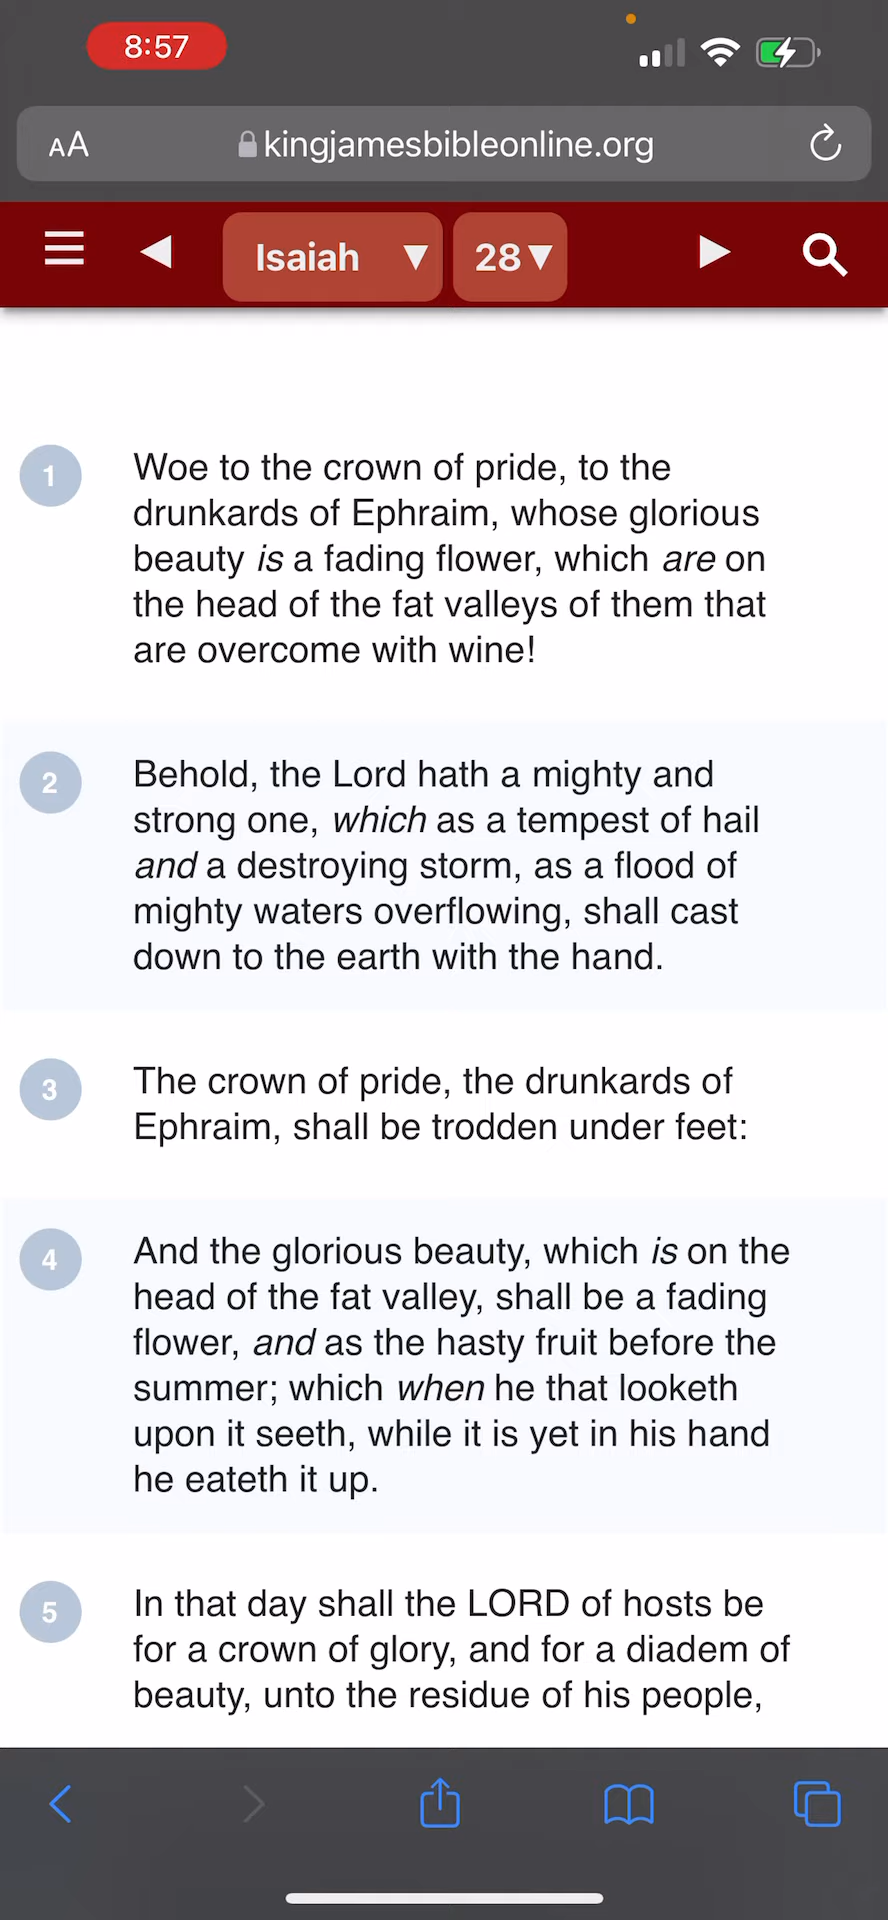 8:57
AA kingjamesbibleonline.org
Isaiah ▼ 28 ▼
1 Woe to the crown of pride, to the
drunkards of Ephraim, whose glorious
beauty is a fading flower, which are on
the head of the fat valleys of them that
are overcome with wine!
2 Behold, the Lord hath a mighty and
strong one, which as a tempest of hail
and a destroying storm, as a flood of
mighty waters overflowing, shall cast
down to the earth with the hand.
3 The crown of pride, the drunkards of
Ephraim, shall be trodden under feet:
4 And the glorious beauty, which is on the
head of the fat valley, shall be a fading
flower, and as the hasty fruit before the
summer; which when he that looketh
upon it seeth, while it is yet in his hand
he eateth it up.
5 In that day shall the LORD of hosts be
for a crown of glory, and for a diadem of
beauty, unto the residue of his people,